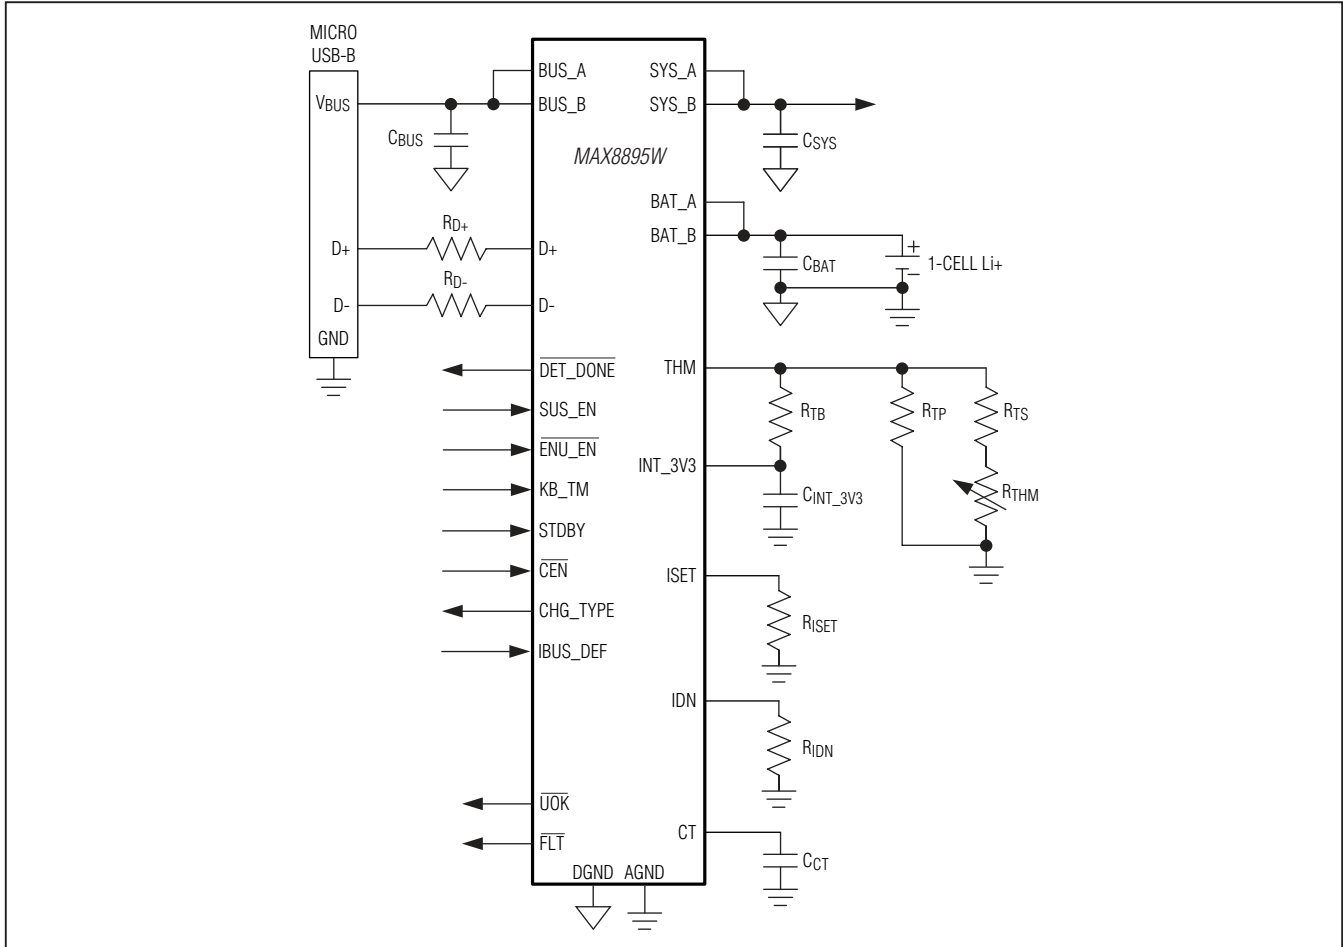 MICRO
USB-B
VBUS
D+
D-
GND
CBUS
RD+
RD-
MAX8895W
BUS_A
BUS_B
D+
D-
DET_DONE
SUS_EN
ENU_EN
KB_TM
STDBY
CEN
CHG_TYPE
IBUS_DEF
UOK
FLT
DGND AGND
SYS_A
SYS_B
BAT_A
BAT_B
THM
INT_3V3
ISET
IDN
CT
CSYS
CBAT
+
1-CELL Li+
−
RTB
RTP
RTS
RTHM
CINT_3V3
RISET
RIDN
CCT